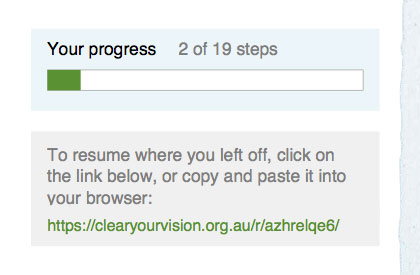 Your progress 2 of 19 steps
To resume where you left off, click on
the link below, or copy and paste it into
your browser:
https://clearyourvision.org.au/r/azhrelqe6/